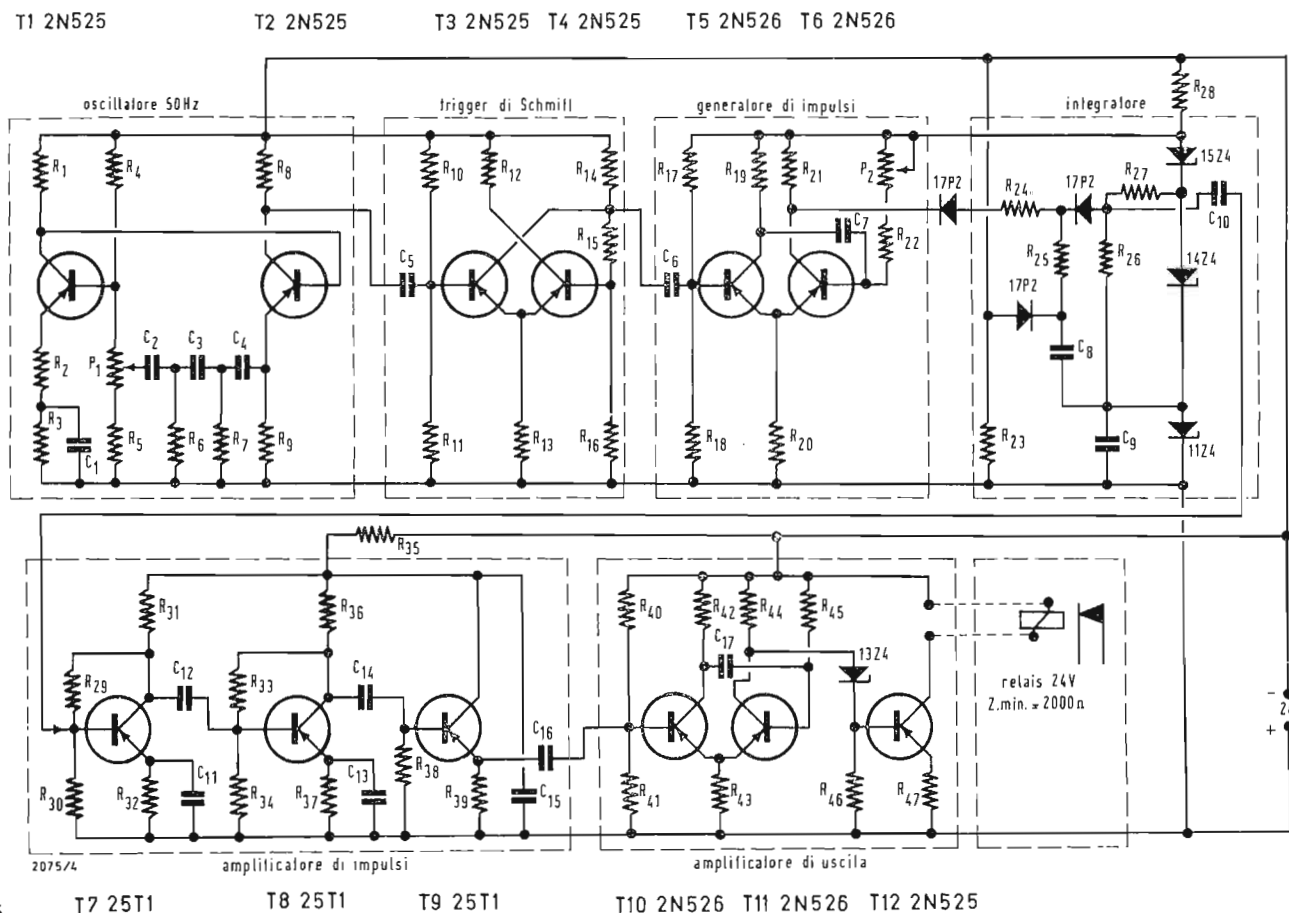 T1 2N525 T2 2N525 T3 2N525 T4 2N525 T5 2N526 T6 2N526
oscillatore 50Hz trigger di Schmitt generatore di impulsi integratore
R28
R1 R4 R8 R10 R12 R14 R17 R19 R21 P2 15Z4
17P2 R24 17P2 R27 C10
R15 C7 R22
C5 C6 R25 R26 14Z4
17P2
C2 C3 C4
R2 P1 C8
R3 C1 R5 R6 R7 R9 R11 R13 R16 R18 R20 R23 C9 11Z4
R35
R31 R36 R40 R42 R44 R45
C17 13Z4
R29 C12 R33 C14 relais 24V
Z.min. = 2000Ω
-
2
+
C16
R30 R32 C11 R34 R37 C13 R38 R39 C15 R41 R43 R46 R47
2075/4 amplificatore di impulsi amplificatore di uscita
T7 25T1 T8 25T1 T9 25T1 T10 2N526 T11 2N526 T12 2N525